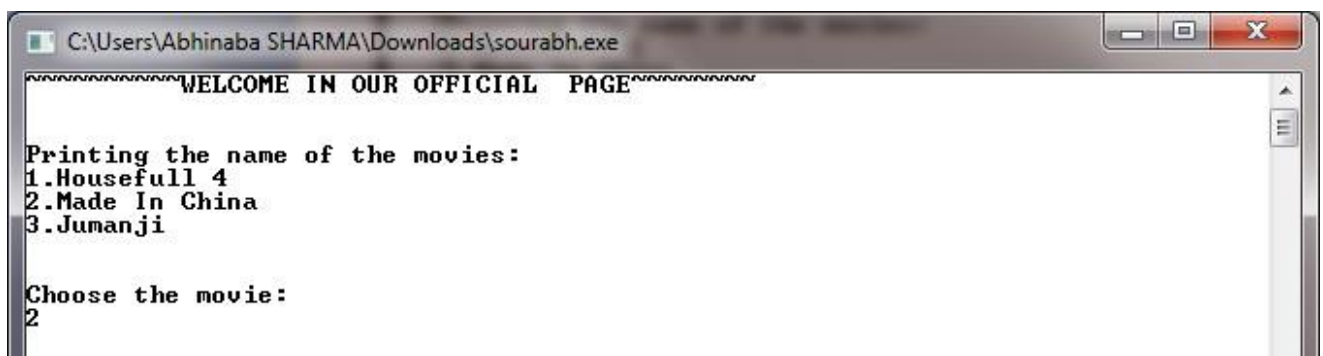 C:\Users\Abhinaba SHARMA\Downloads\sourabh.exe
~~~~~~~~~~WELCOME IN OUR OFFICIAL  PAGE~~~~~~~~
Printing the name of the movies:
1.Housefull 4
2.Made In China
3.Jumanji
Choose the movie:
2